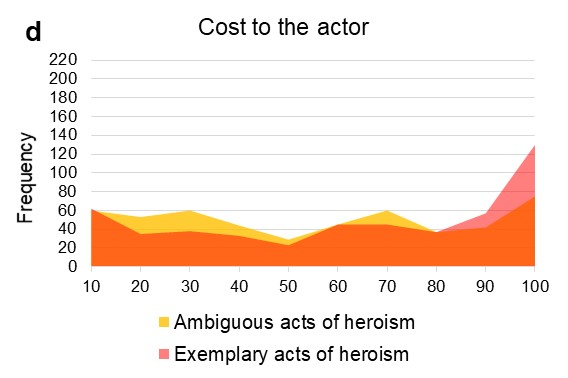 d
Cost to the actor
220
200
180
160
140
120
100
80
60
40
20
0
Frequency
10 20 30 40 50 60 70 80 90 100
Ambiguous acts of heroism
Exemplary acts of heroism